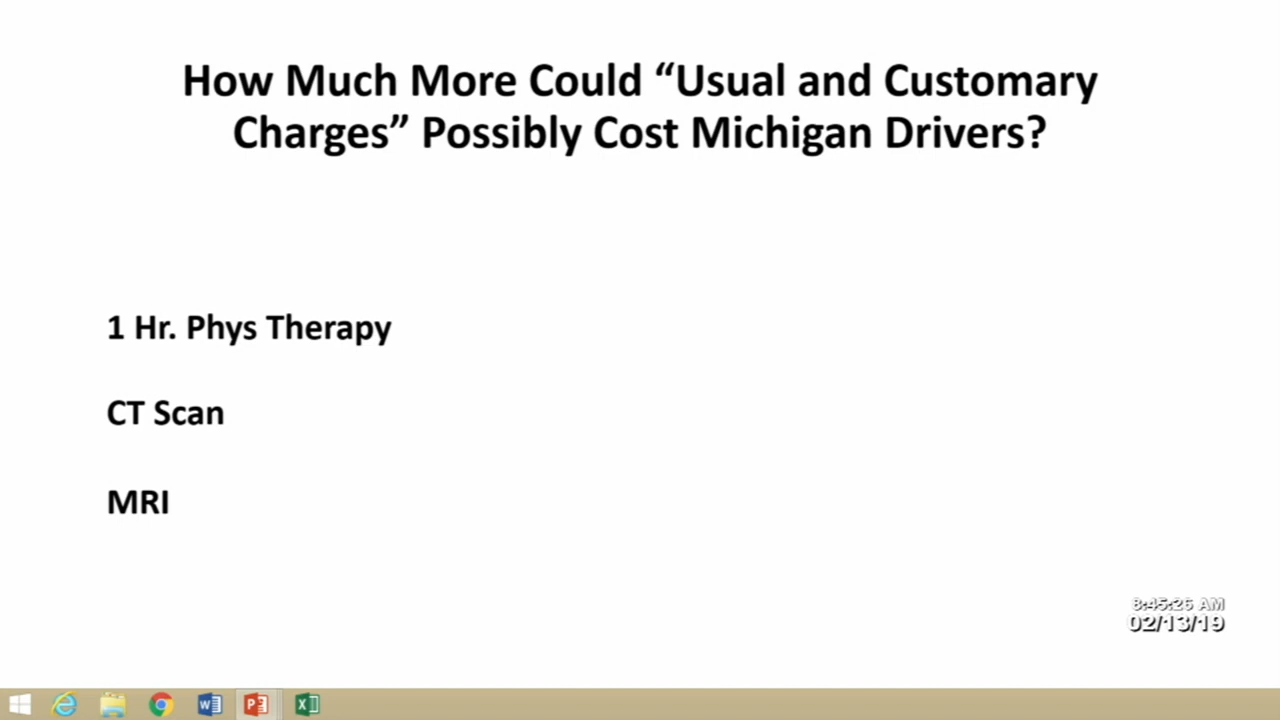 How Much More Could “Usual and Customary
Charges” Possibly Cost Michigan Drivers?
1 Hr. Phys Therapy
CT Scan
MRI
8:45:26 AM
02/13/19